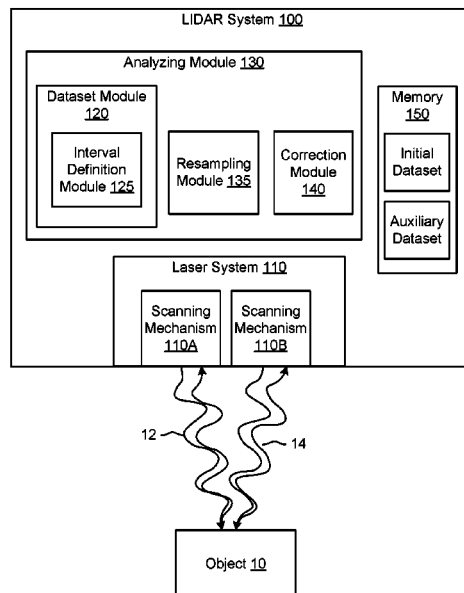 LIDAR System 100
Analyzing Module 130
Dataset Module
120
Interval
Definition
Module 125
Resampling
Module 135
Correction
Module
140
Memory
150
Initial
Dataset
Auxiliary
Dataset
Laser System 110
Scanning
Mechanism
110A
Scanning
Mechanism
110B
12
14
Object 10